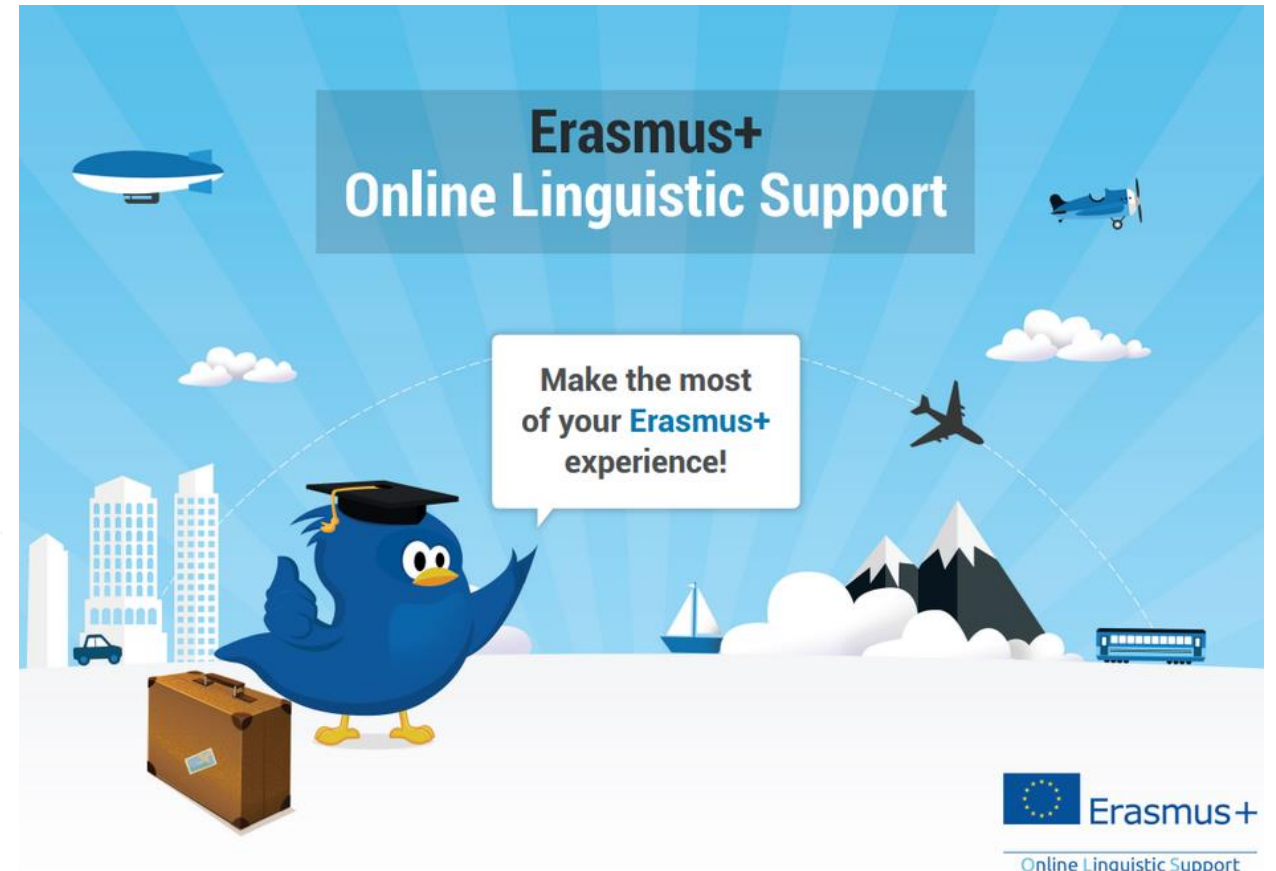 Erasmus+
Online Linguistic Support
Make the most
of your Erasmus+
experience!
Erasmus+
Online Linguistic Support